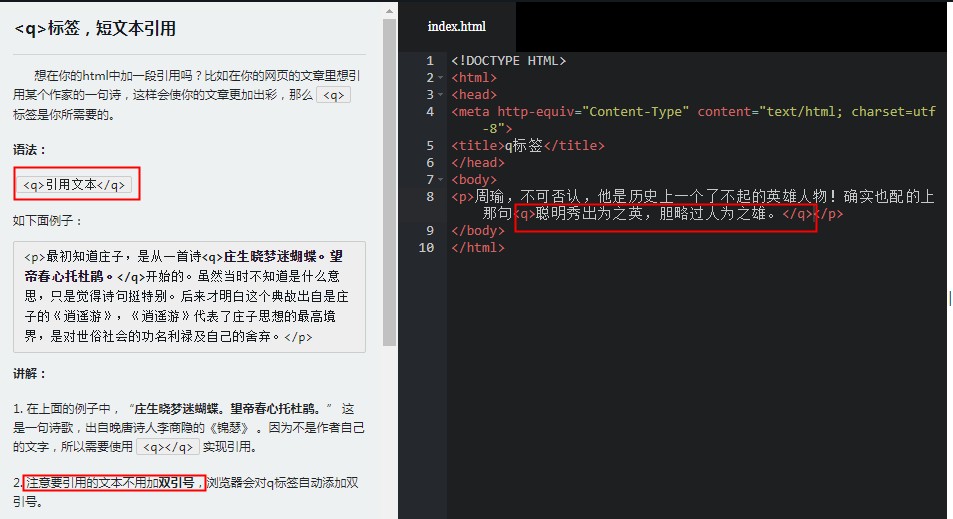 <q>标签，短文本引用
想在你的html中加一段引用吗？比如在你的网页的文章里想引
用某个作家的一句诗，这样会使你的文章更加出彩，那么 <q>
标签是你所需要的。
语法：
<q>引用文本</q>
如下面例子：
<p>最初知道庄子，是从一首诗<q>庄生晓梦迷蝴蝶。望
帝春心托杜鹃。</q>开始的。虽然当时不知道是什么意
思，只是觉得诗句挺特别。后来才明白这个典故出自是庄
子的《逍遥游》，《逍遥游》代表了庄子思想的最高境
界，是对世俗社会的功名利禄及自己的舍弃。</p>
讲解：
1. 在上面的例子中，“庄生晓梦迷蝴蝶。望帝春心托杜鹃。” 这
是一句诗歌，出自晚唐诗人李商隐的《锦瑟》 。因为不是作者自己
的文字，所以需要使用 <q></q> 实现引用。
2. 注意要引用的文本不用加双引号，浏览器会对q标签自动添加双
引号。
index.html
1 <!DOCTYPE HTML>
2 <html>
3 <head>
4 <meta http-equiv="Content-Type" content="text/html; charset=utf
-8">
5 <title>q标签</title>
6 </head>
7 <body>
8 <p>周瑜，不可否认，他是历史上一个了不起的英雄人物！确实也配的上
那句<q>聪明秀出为之英，胆略过人为之雄。</q></p>
9 </body>
10 </html>